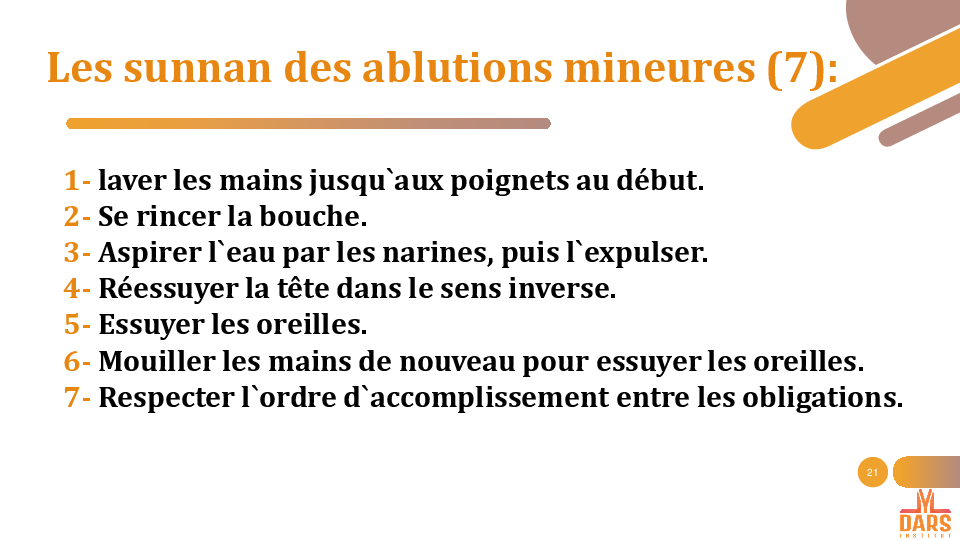 Les sunnan des ablutions mineures (7):
1- laver les mains jusqu`aux poignets au début.
2- Se rincer la bouche.
3- Aspirer l`eau par les narines, puis l`expulser.
4- Réessuyer la tête dans le sens inverse.
5- Essuyer les oreilles.
6- Mouiller les mains de nouveau pour essuyer les oreilles.
7- Respecter l`ordre d`accomplissement entre les obligations.
21
DARS
INSTITUT